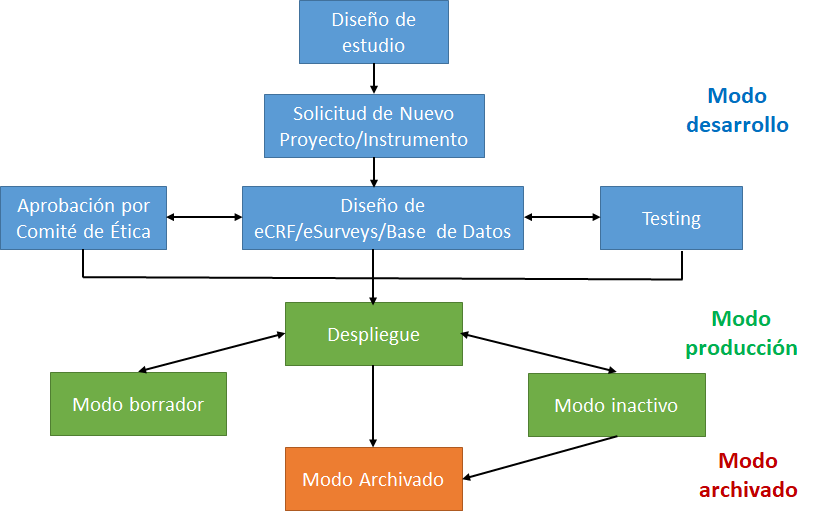 Diseño de
estudio
Solicitud de Nuevo
Proyecto/Instrumento
Modo
desarrollo
Aprobación por
Comité de Ética
Diseño de
eCRF/eSurveys/Base de Datos
Testing
Despliegue
Modo
producción
Modo borrador
Modo inactivo
Modo Archivado
Modo
archivado